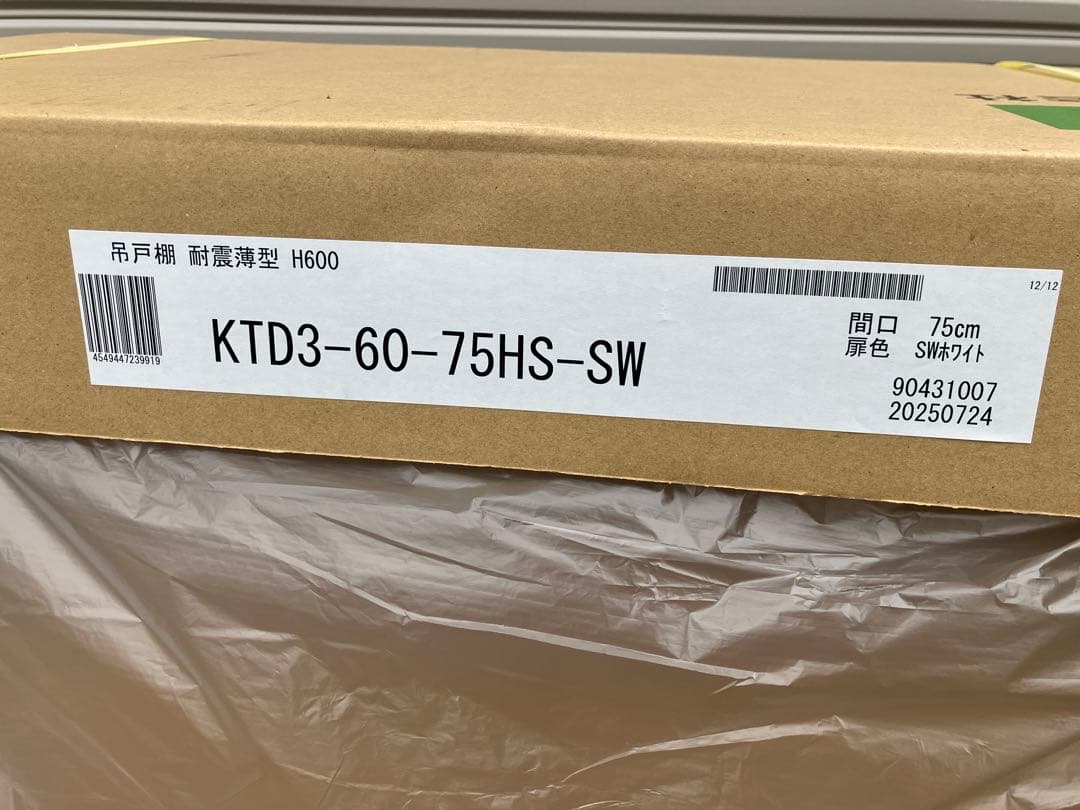 吊戸棚 耐震薄型 H600
12/12
4549447239919
KTD3-60-75HS-SW
間口 75cm
扉色 SWホワイト
90431007
20250724